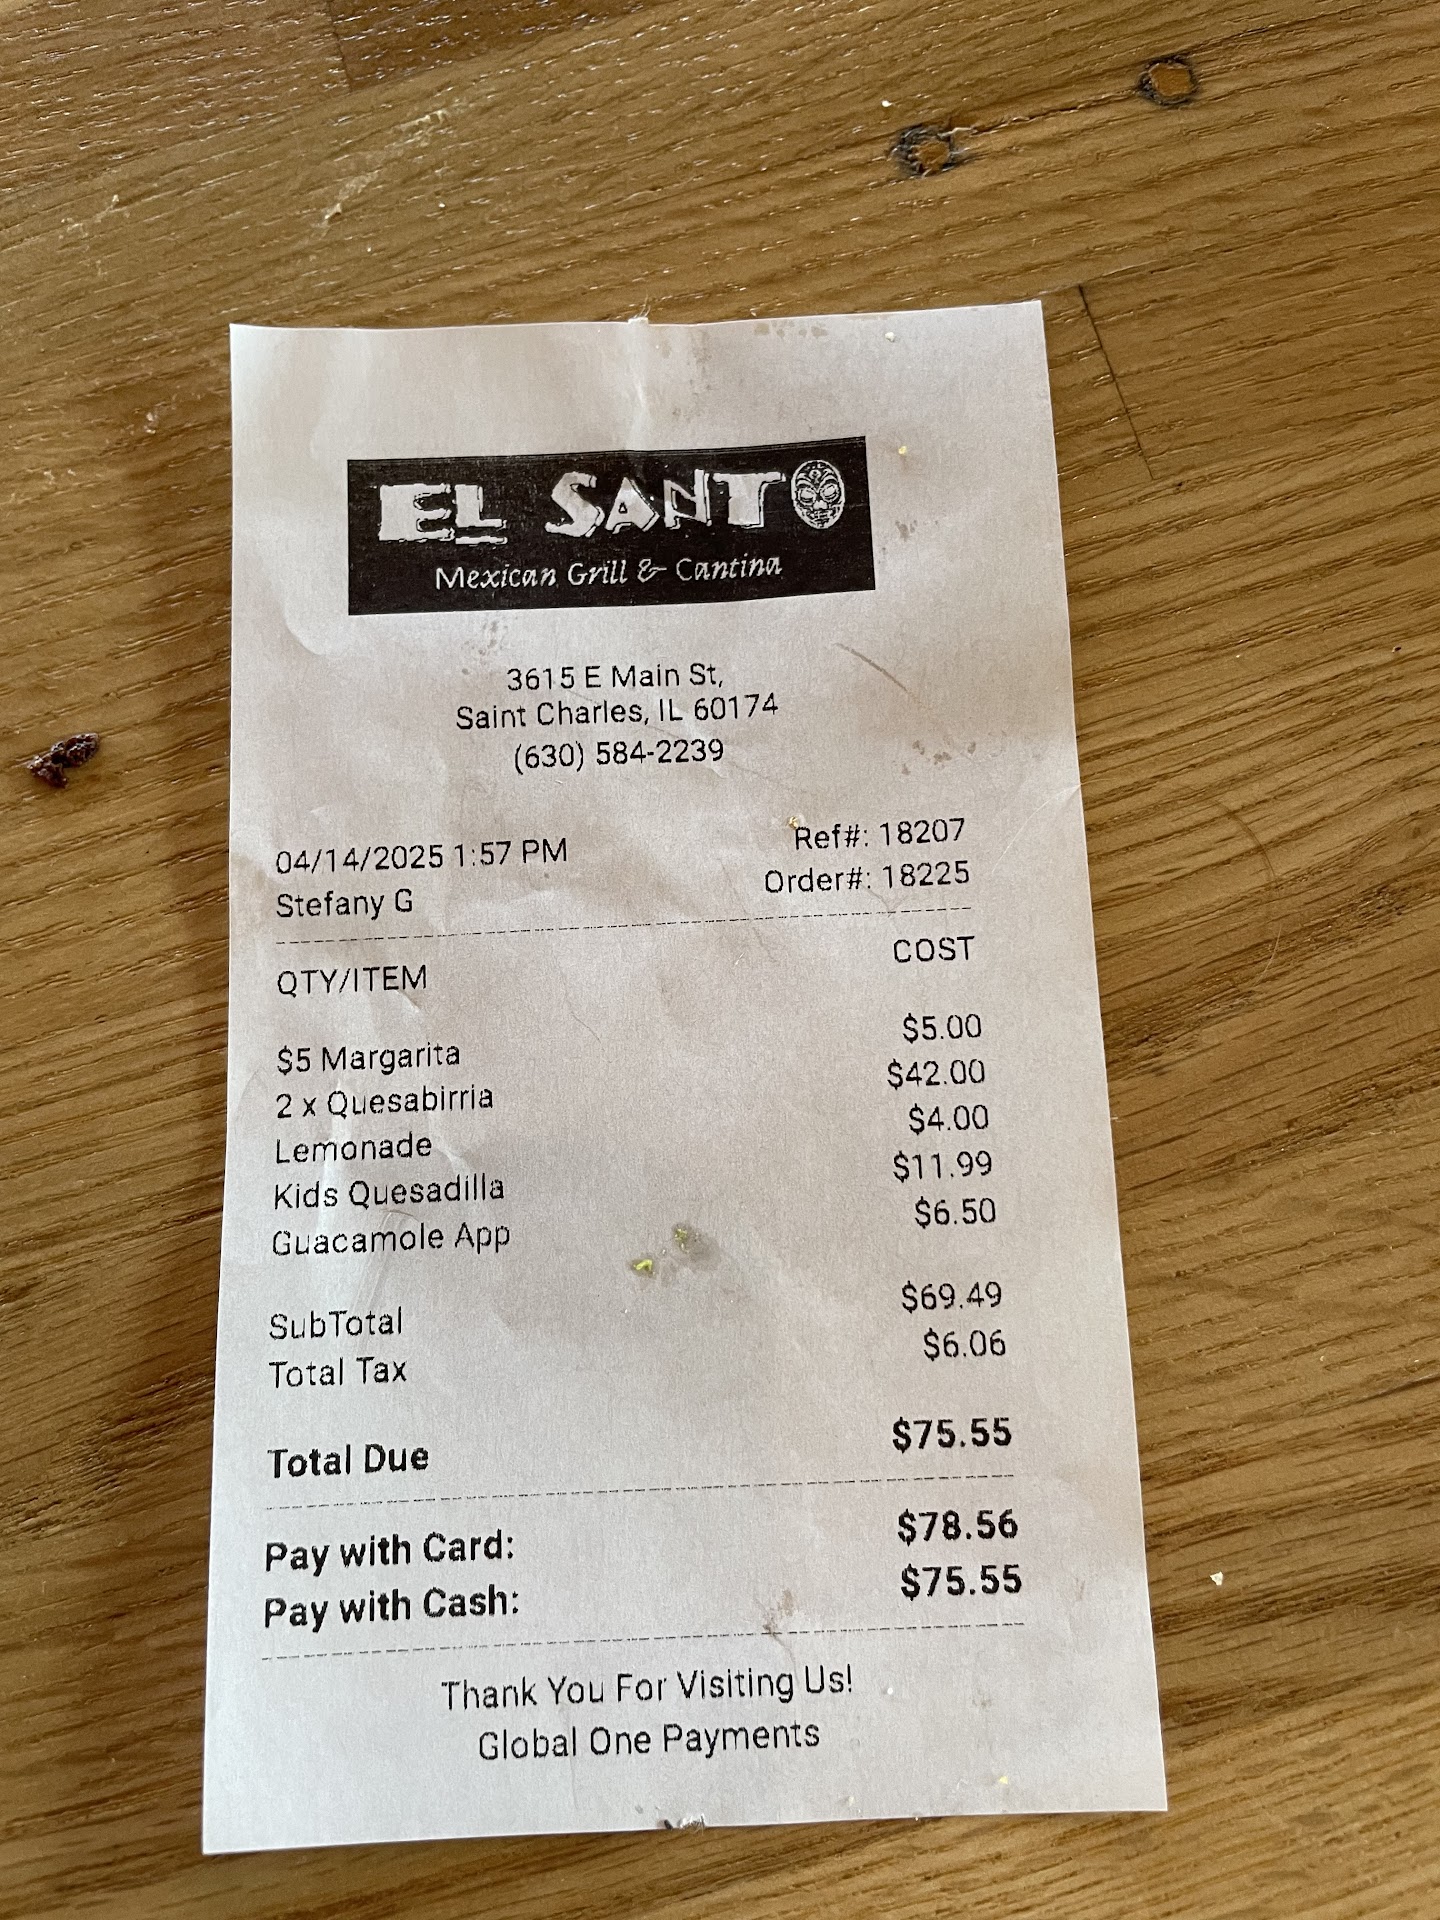 EL SANTO
Mexican Grill & Cantina
3615 E Main St,
Saint Charles, IL 60174
(630) 584-2239
04/14/2025 1:57 PM Ref#: 18207
Stefany G Order#: 18225
QTY/ITEM COST
$5 Margarita $5.00
2 x Quesabirria $42.00
Lemonade $4.00
Kids Quesadilla $11.99
Guacamole App $6.50
SubTotal $69.49
Total Tax $6.06
Total Due $75.55
Pay with Card: $78.56
Pay with Cash: $75.55
Thank You For Visiting Us!
Global One Payments